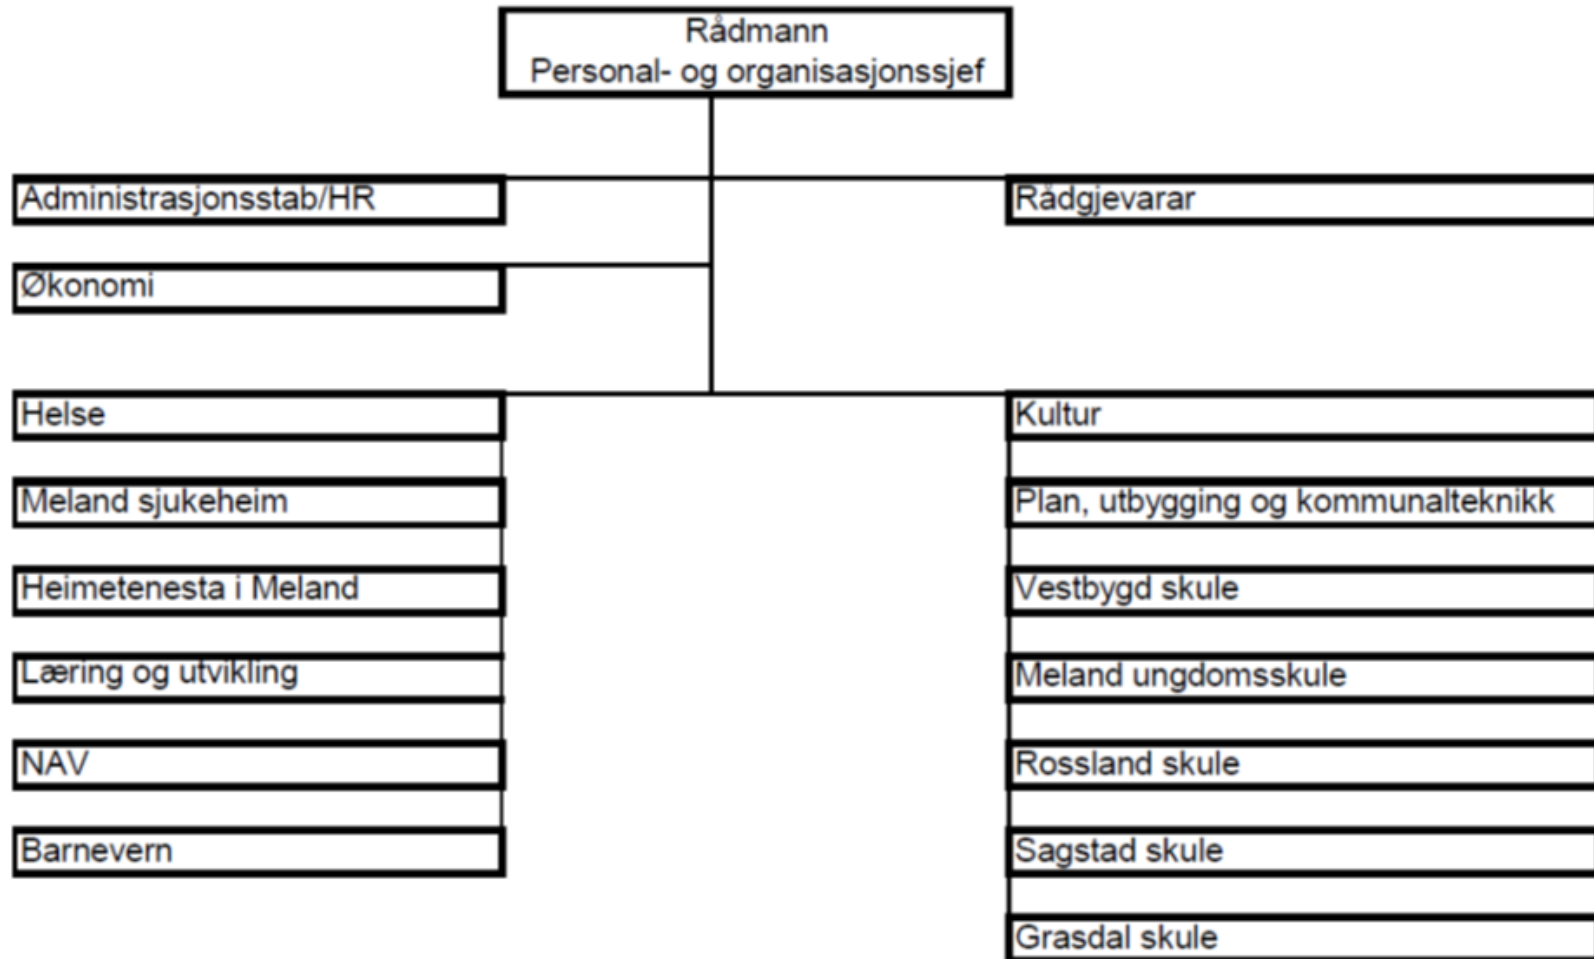 Rådmann
Personal- og organisasjonssjef
Administrasjonsstab/HR
Rådgjevarar
Økonomi
Helse
Kultur
Meland sjukeheim
Plan, utbygging og kommunalteknikk
Heimetenesta i Meland
Vestbygd skule
Læring og utvikling
Meland ungdomsskule
NAV
Rossland skule
Barnevern
Sagstad skule
Grasdal skule